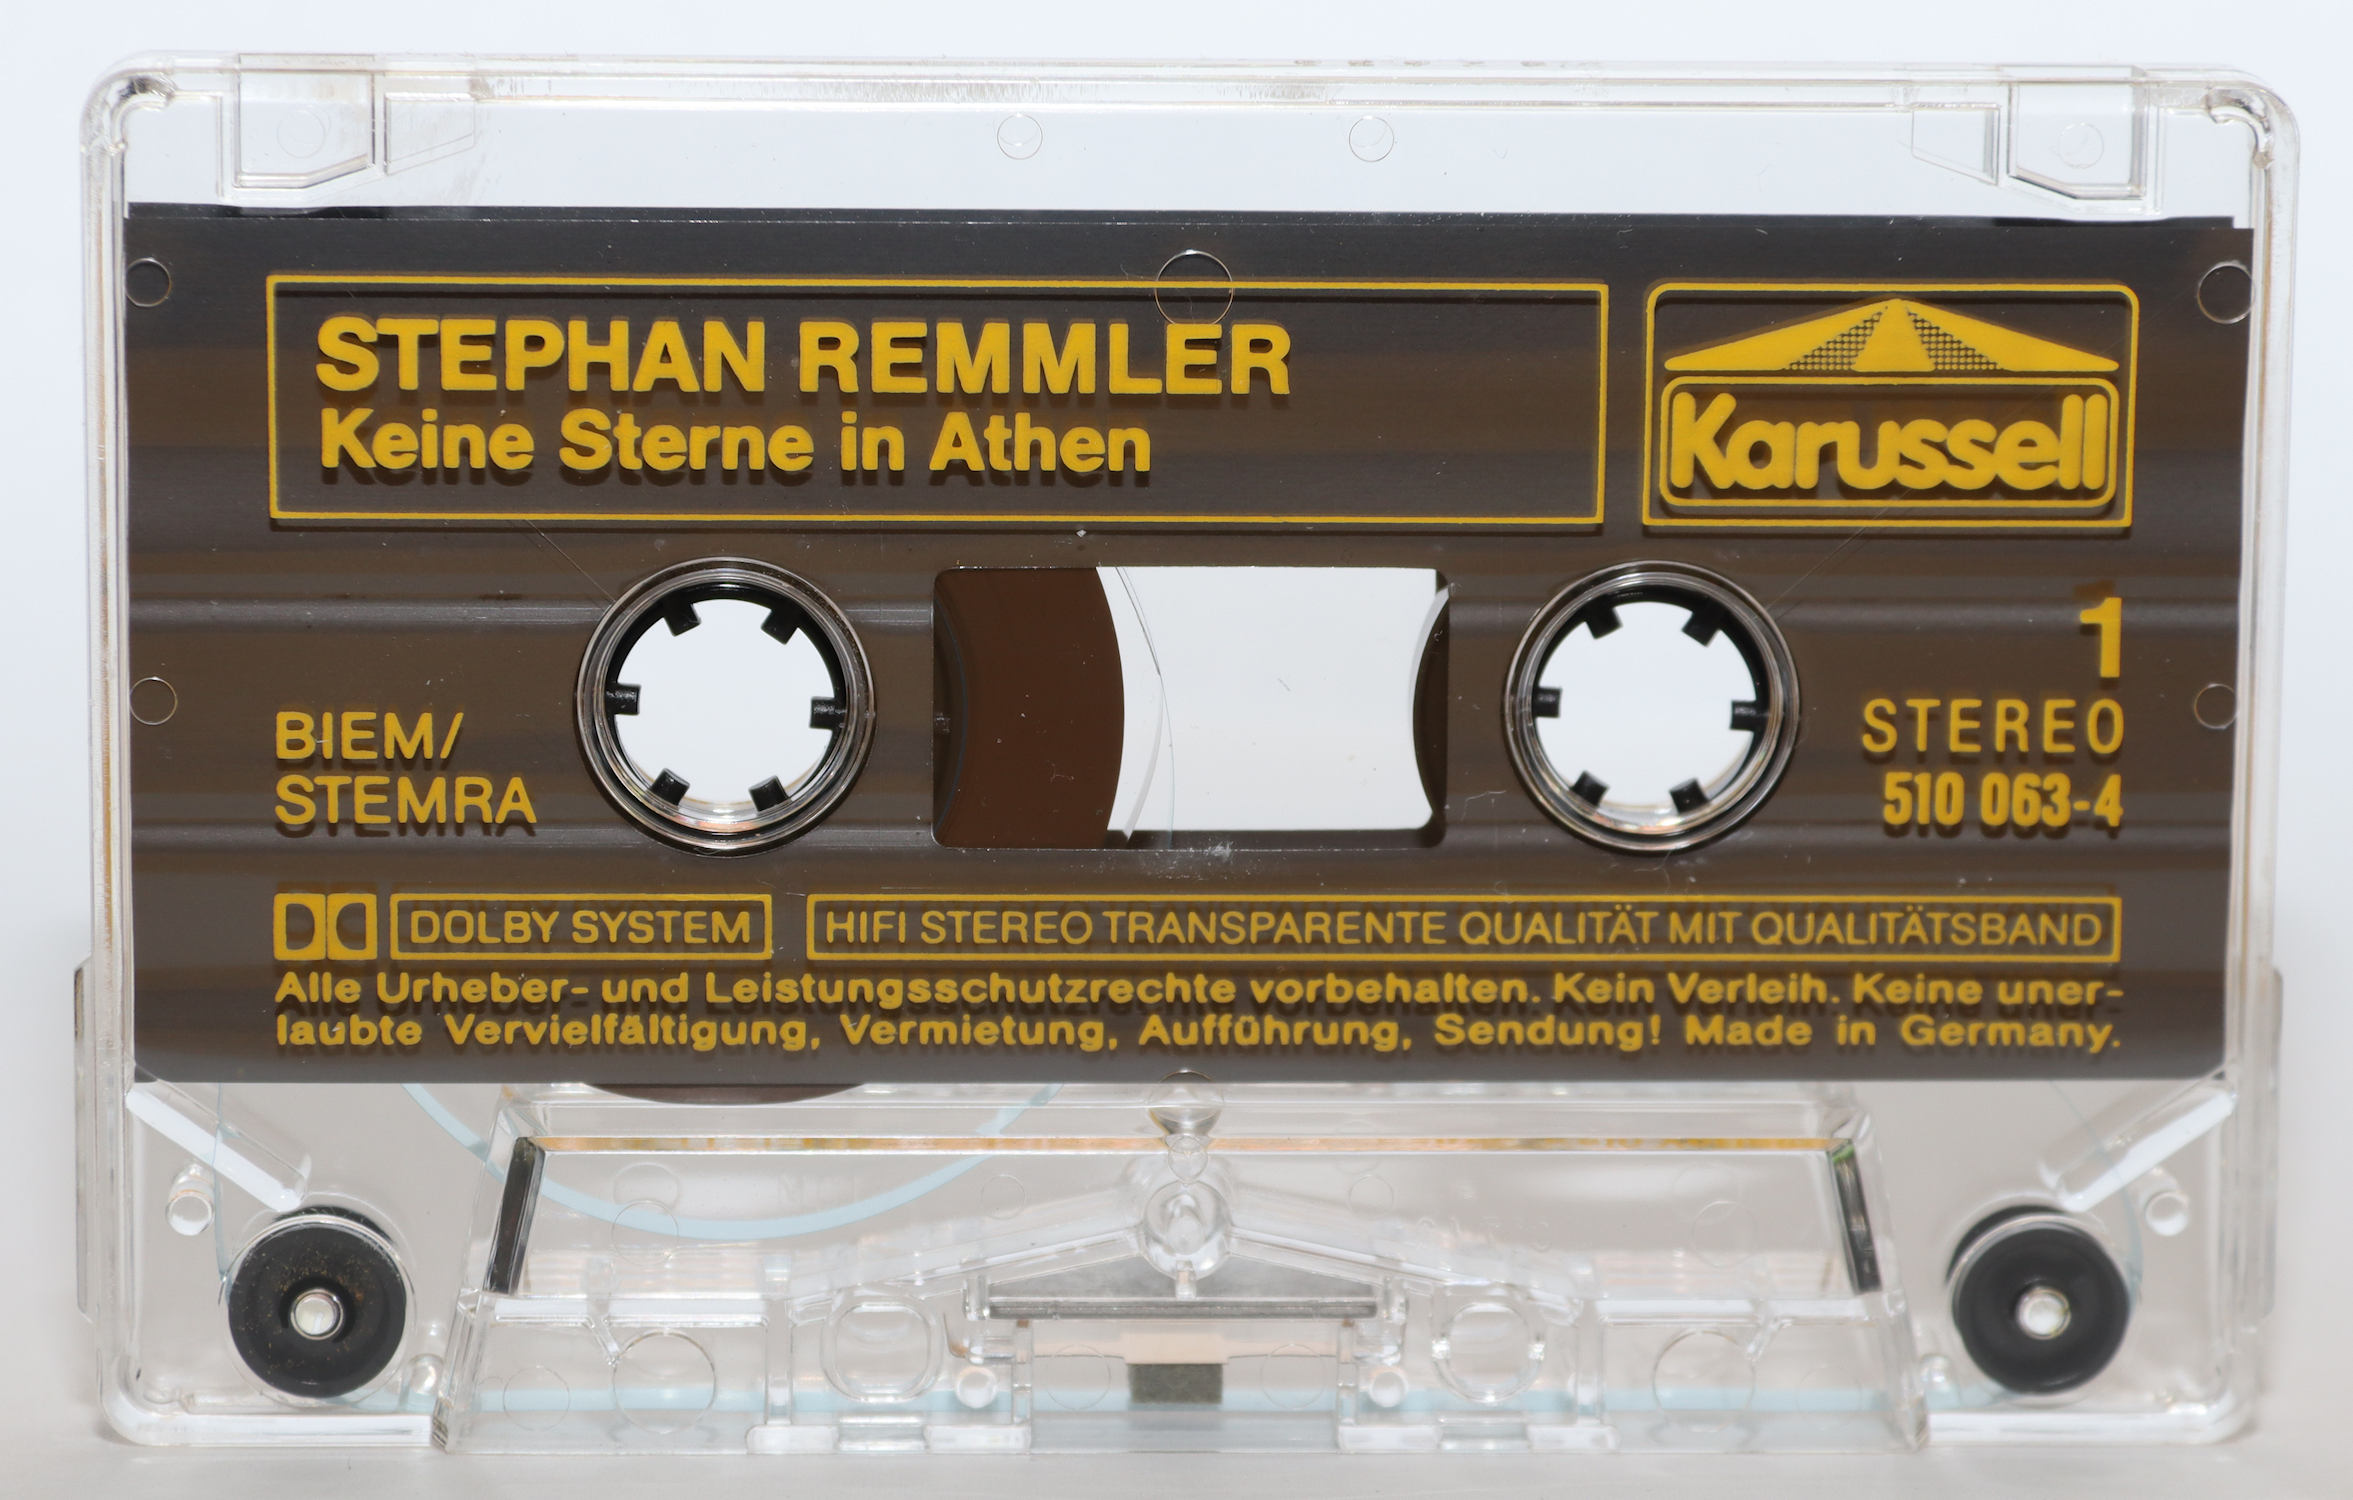 STEPHAN REMMLER
Keine Sterne in Athen
Karussell
1
STEREO
510 063-4
BIEM/
STEMRA
DOLBY SYSTEM
HIFI STEREO TRANSPARENTE QUALITÄT MIT QUALITÄTSBAND
Alle Urheber- und Leistungsschutzrechte vorbehalten. Kein Verleih. Keine uner-
laubte Vervielfältigung, Vermietung, Aufführung, Sendung! Made in Germany.